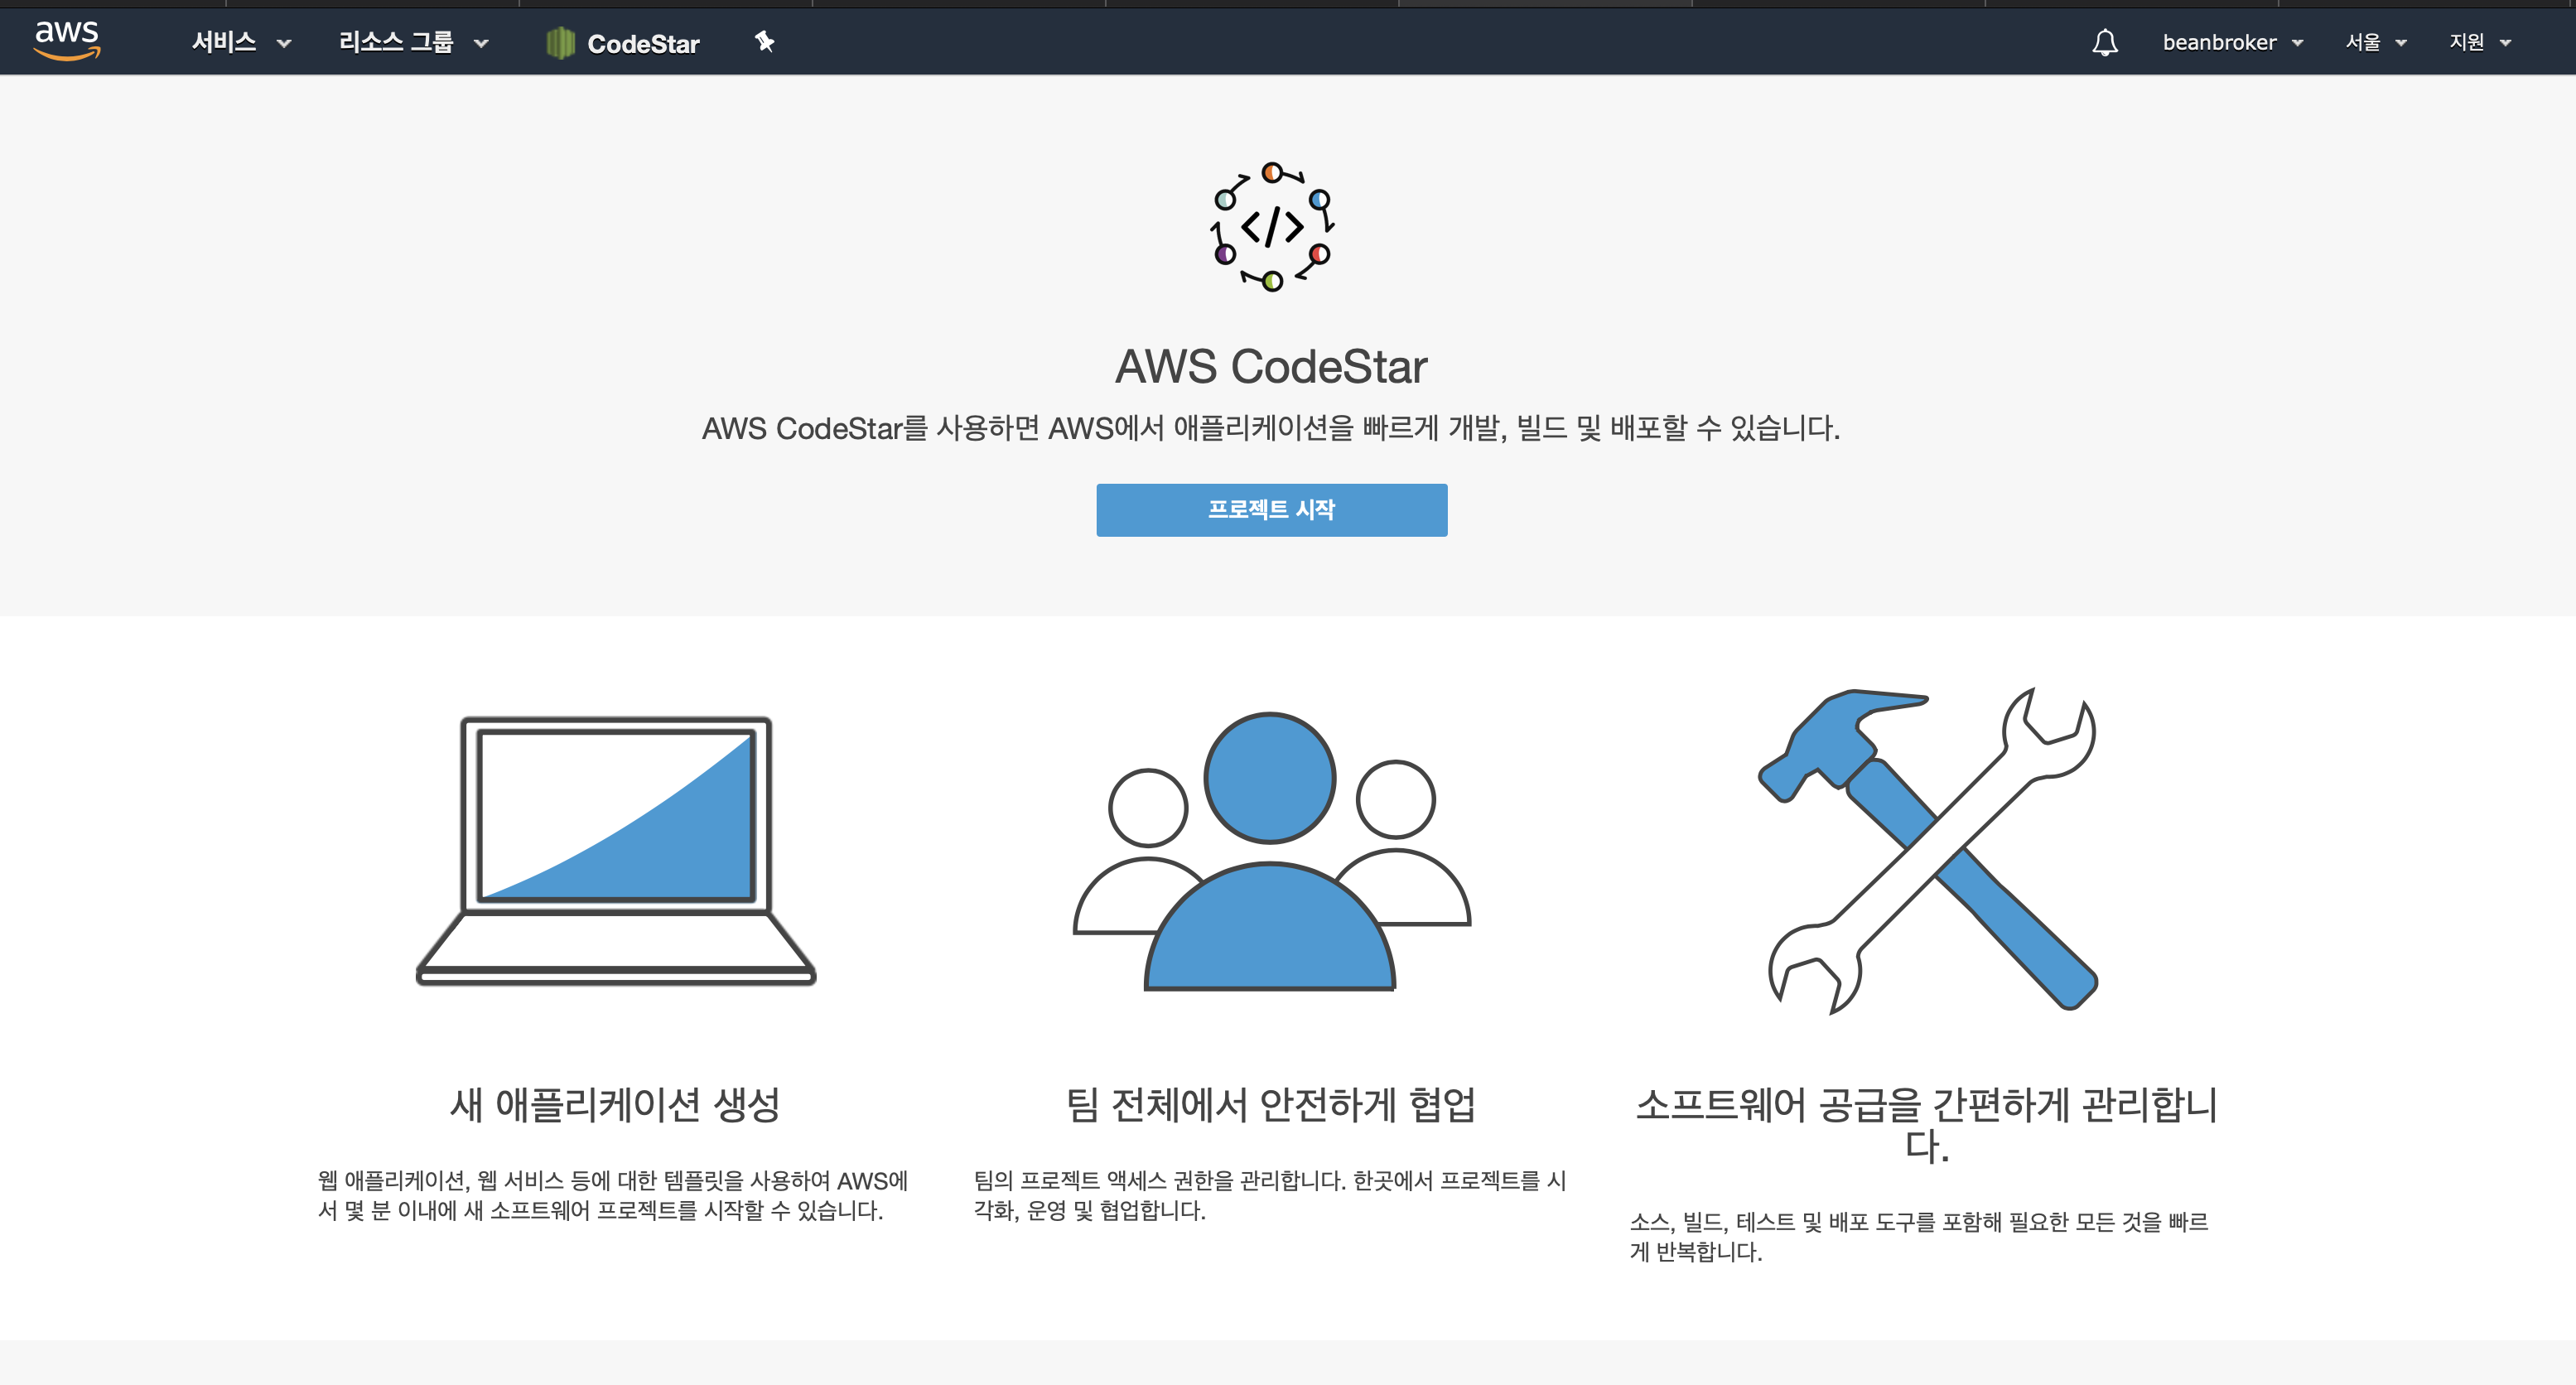 aws 서비스 리소스 그룹 CodeStar beanbroker 서울 지원
</>
AWS CodeStar
AWS CodeStar를 사용하면 AWS에서 애플리케이션을 빠르게 개발, 빌드 및 배포할 수 있습니다.
프로젝트 시작
새 애플리케이션 생성
웹 애플리케이션, 웹 서비스 등에 대한 템플릿을 사용하여 AWS에
서 몇 분 이내에 새 소프트웨어 프로젝트를 시작할 수 있습니다.
팀 전체에서 안전하게 협업
팀의 프로젝트 액세스 권한을 관리합니다. 한곳에서 프로젝트를 시
각화, 운영 및 협업합니다.
소프트웨어 공급을 간편하게 관리합니
다.
소스, 빌드, 테스트 및 배포 도구를 포함해 필요한 모든 것을 빠르
게 반복합니다.